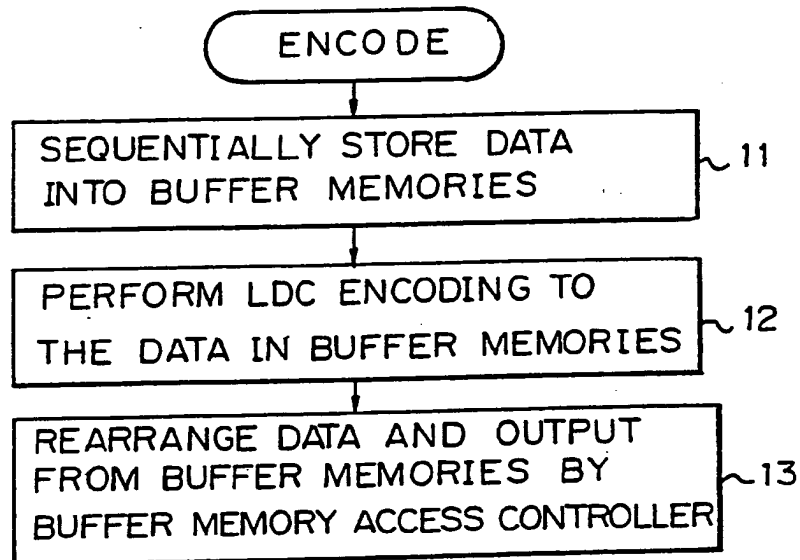 ENCODE
SEQUENTIALLY STORE DATA
INTO BUFFER MEMORIES
11
PERFORM LDC ENCODING TO
THE DATA IN BUFFER MEMORIES
12
REARRANGE DATA AND OUTPUT
FROM BUFFER MEMORIES BY
BUFFER MEMORY ACCESS CONTROLLER
13